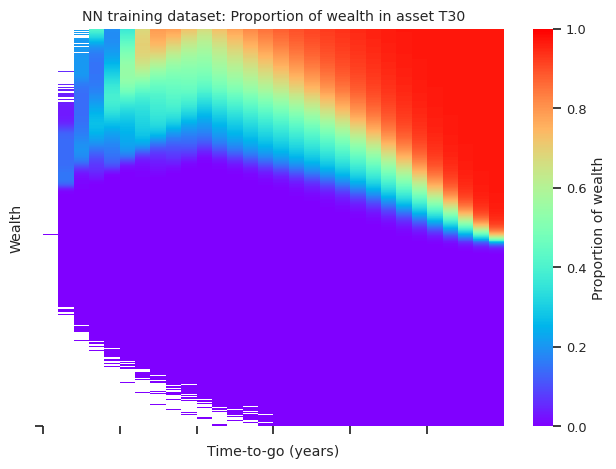 NN training dataset: Proportion of wealth in asset T30
Wealth
Time-to-go (years)
1.0
0.8
0.6
0.4
0.2
0.0
Proportion of wealth